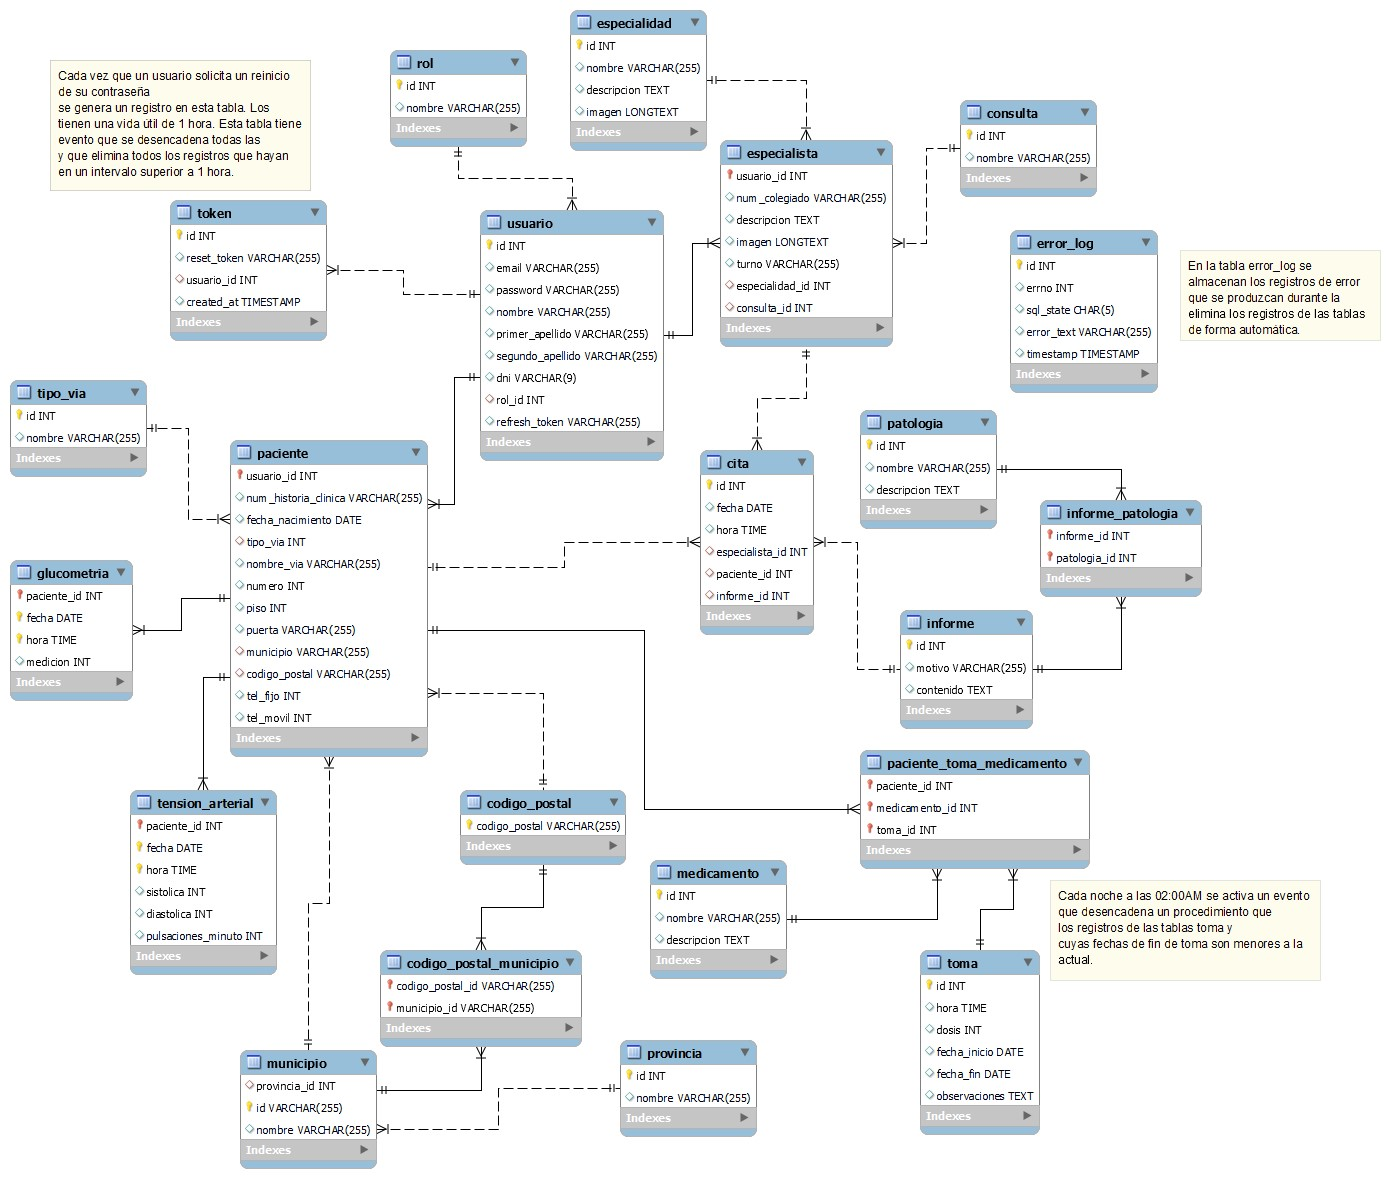 Cada vez que un usuario solicita un reinicio
de su contraseña
se genera un registro en esta tabla. Los
tienen una vida útil de 1 hora. Esta tabla tiene
evento que se desencadena todas las
y que elimina todos los registros que hayan
en un intervalo superior a 1 hora.
rol
id INT
nombre VARCHAR(255)
Indexes
especialidad
id INT
nombre VARCHAR(255)
descripcion TEXT
imagen LONGTEXT
Indexes
consulta
id INT
nombre VARCHAR(255)
Indexes
especialista
usuario_id INT
num_colegiado VARCHAR(255)
descripcion TEXT
imagen LONGTEXT
turno VARCHAR(255)
especialidad_id INT
consulta_id INT
Indexes
token
id INT
reset_token VARCHAR(255)
usuario_id INT
created_at TIMESTAMP
Indexes
usuario
id INT
email VARCHAR(255)
password VARCHAR(255)
nombre VARCHAR(255)
primer_apellido VARCHAR(255)
segundo_apellido VARCHAR(255)
dni VARCHAR(9)
rol_id INT
refresh_token VARCHAR(255)
Indexes
error_log
id INT
errno INT
sql_state CHAR(5)
error_text VARCHAR(255)
timestamp TIMESTAMP
Indexes
En la tabla error_log se
almacenan los registros de error
que se produzcan durante la
elimina los registros de las tablas
de forma automática.
tipo_via
id INT
nombre VARCHAR(255)
Indexes
paciente
usuario_id INT
num_historia_clinica VARCHAR(255)
fecha_nacimiento DATE
tipo_via INT
nombre_via VARCHAR(255)
numero INT
piso INT
puerta VARCHAR(255)
municipio VARCHAR(255)
codigo_postal VARCHAR(255)
tel_fijo INT
tel_movil INT
Indexes
cita
id INT
fecha DATE
hora TIME
especialista_id INT
paciente_id INT
informe_id INT
Indexes
patologia
id INT
nombre VARCHAR(255)
descripcion TEXT
Indexes
informe_patologia
informe_id INT
patologia_id INT
Indexes
glucometria
paciente_id INT
fecha DATE
hora TIME
medicion INT
Indexes
informe
id INT
motivo VARCHAR(255)
contenido TEXT
Indexes
tension_arterial
paciente_id INT
fecha DATE
hora TIME
sistolica INT
diastolica INT
pulsaciones_minuto INT
Indexes
codigo_postal
codigo_postal VARCHAR(255)
Indexes
paciente_toma_medicamento
paciente_id INT
medicamento_id INT
toma_id INT
Indexes
medicamento
id INT
nombre VARCHAR(255)
descripcion TEXT
Indexes
Cada noche a las 02:00AM se activa un evento
que desencadena un procedimiento que
los registros de las tablas toma y
cuyas fechas de fin de toma son menores a la
actual.
codigo_postal_municipio
codigo_postal_id VARCHAR(255)
municipio_id VARCHAR(255)
Indexes
toma
id INT
hora TIME
dosis INT
fecha_inicio DATE
fecha_fin DATE
observaciones TEXT
Indexes
municipio
provincia_id INT
id VARCHAR(255)
nombre VARCHAR(255)
Indexes
provincia
id INT
nombre VARCHAR(255)
Indexes